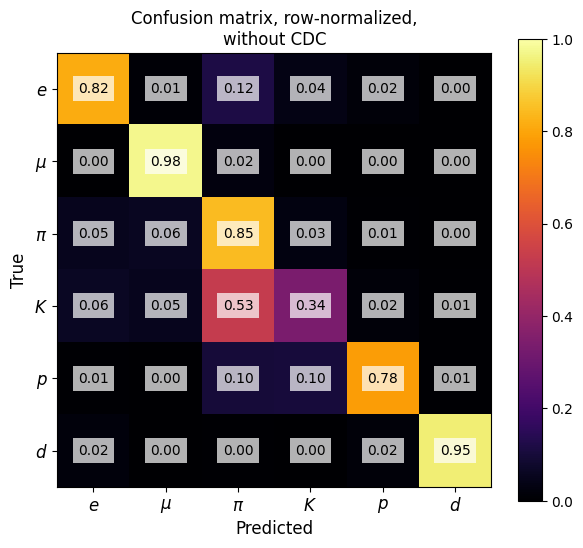 Confusion matrix, row-normalized,
without CDC
e 0.82 0.01 0.12 0.04 0.02 0.00
μ 0.00 0.98 0.02 0.00 0.00 0.00
π 0.05 0.06 0.85 0.03 0.01 0.00
K 0.06 0.05 0.53 0.34 0.02 0.01
p 0.01 0.00 0.10 0.10 0.78 0.01
d 0.02 0.00 0.00 0.00 0.02 0.95
e μ π K p d
Predicted
True
1.0
0.8
0.6
0.4
0.2
0.0